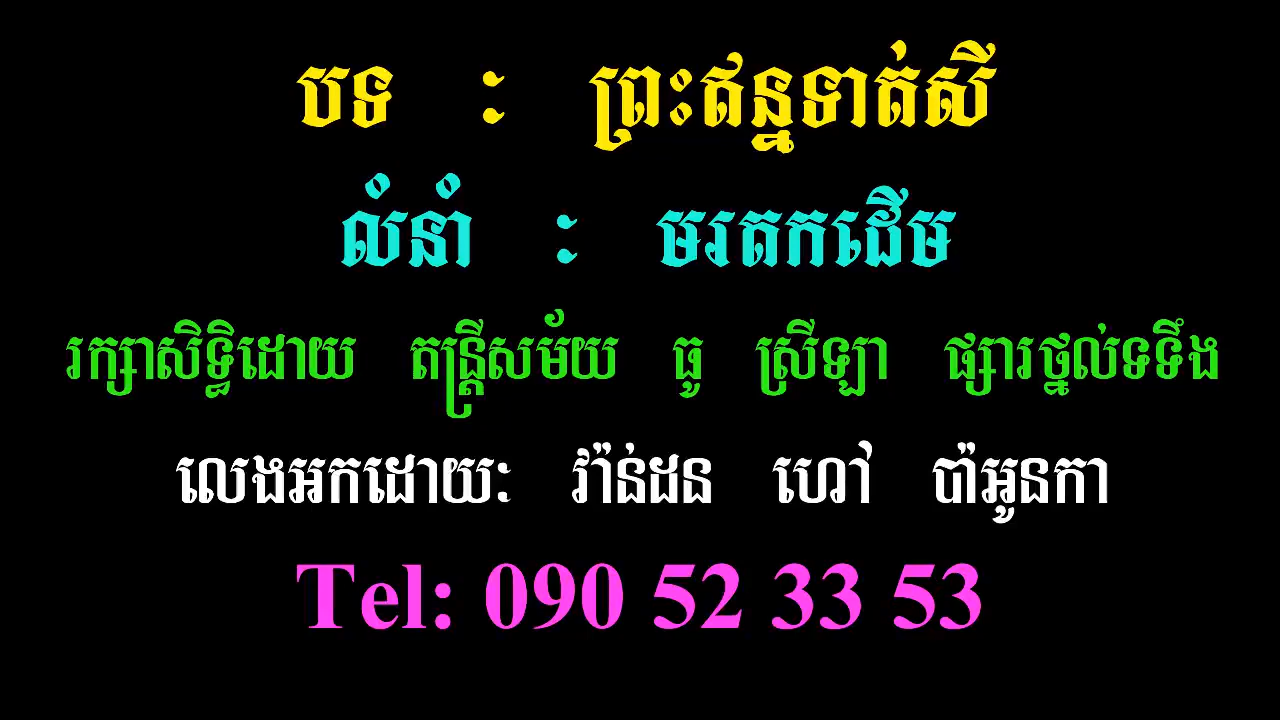 បទ ៈ ព្រះឥន្ទទាត់សី
លំនាំ ៈ មរតកដើម
រក្សាសិទ្ធិដោយ តន្ត្រីសម័យ ធូ ស្រីឡា ផ្សារថ្នល់ទទឹង
លេងអកដោយៈ វ៉ាន់ដន ហៅ ប៉ាអូនកា
Tel: 090 52 33 53